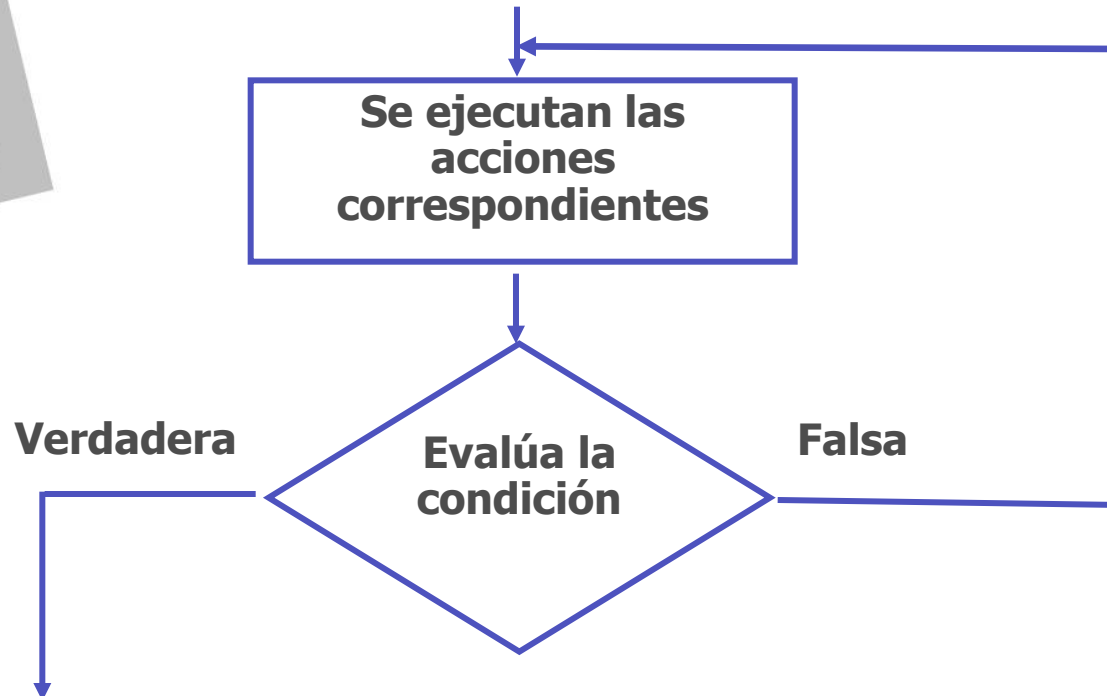 Se ejecutan las
acciones
correspondientes
Verdadera
Evalúa la
condición
Falsa